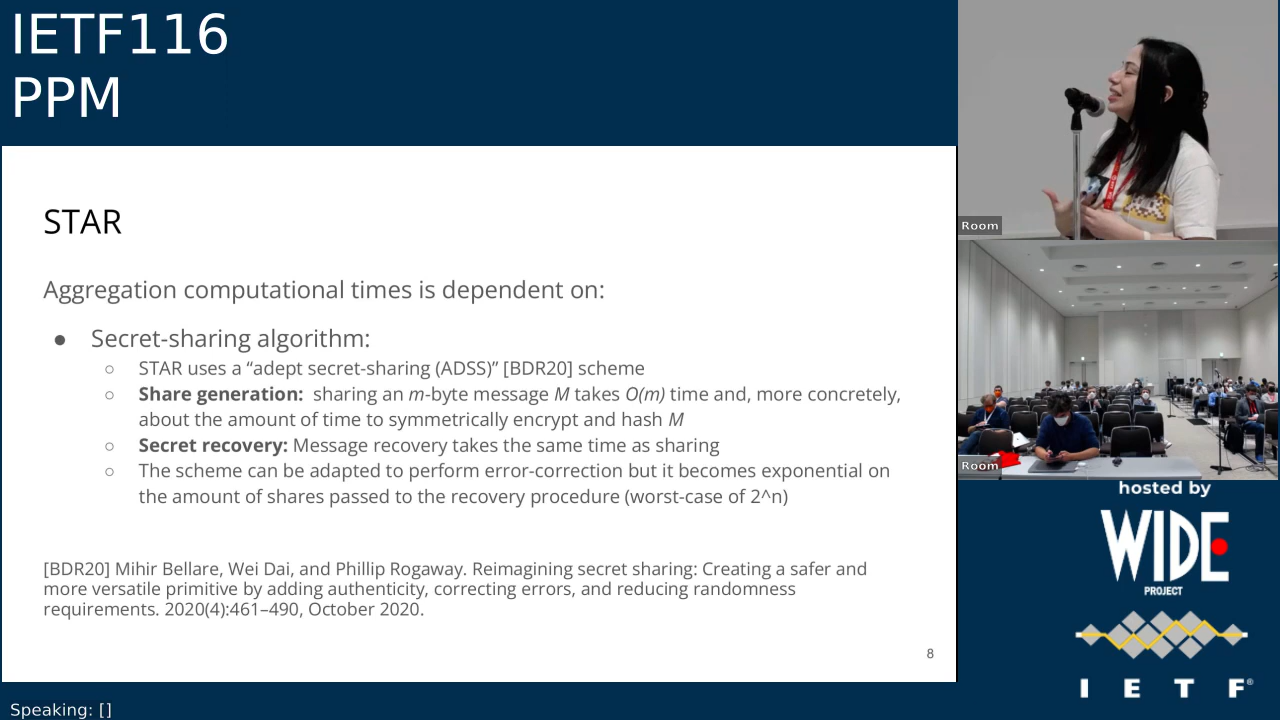 IETF116
PPM
STAR
Aggregation computational times is dependent on:
● Secret-sharing algorithm:
○ STAR uses a “adept secret-sharing (ADSS)” [BDR20] scheme
○ Share generation: sharing an m-byte message M takes O(m) time and, more concretely,
about the amount of time to symmetrically encrypt and hash M
○ Secret recovery: Message recovery takes the same time as sharing
○ The scheme can be adapted to perform error-correction but it becomes exponential on
the amount of shares passed to the recovery procedure (worst-case of 2^n)
[BDR20] Mihir Bellare, Wei Dai, and Phillip Rogaway. Reimagining secret sharing: Creating a safer and
more versatile primitive by adding authenticity, correcting errors, and reducing randomness
requirements. 2020(4):461–490, October 2020.
8
Room
Room
hosted by
WIDE
PROJECT
I E T F®
Speaking: []